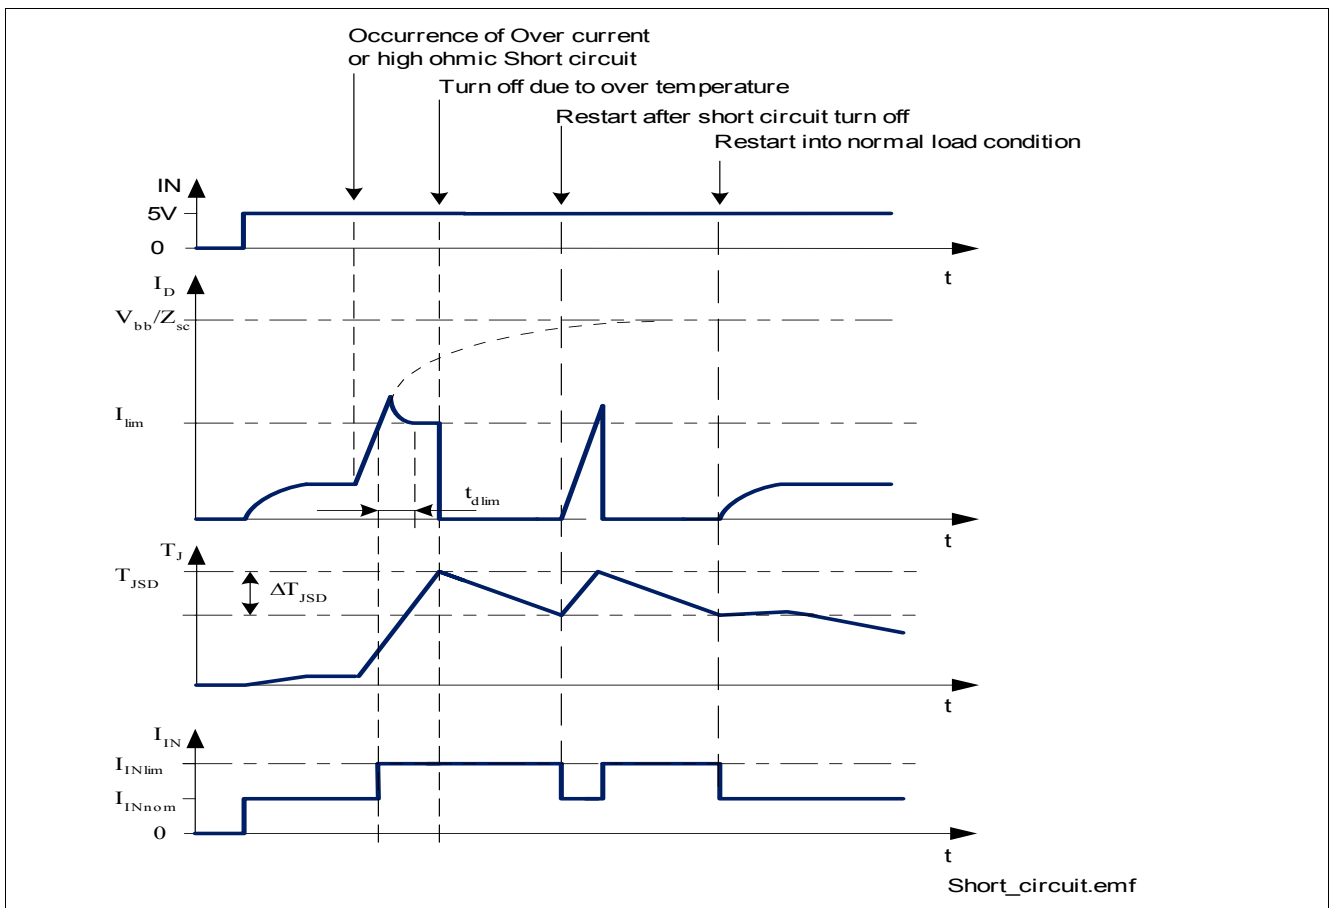 Occurrence of Over current
or high ohmic Short circuit
Turn off due to over temperature
Restart after short circuit turn off
Restart into normal load condition
IN
5V
0
t
I_D
V_bb/Z_sc
I_lim
t_dlim
t
T_J
T_JSD
ΔT_JSD
t
I_IN
I_INlim
I_INnom
0
t
Short_circuit.emf